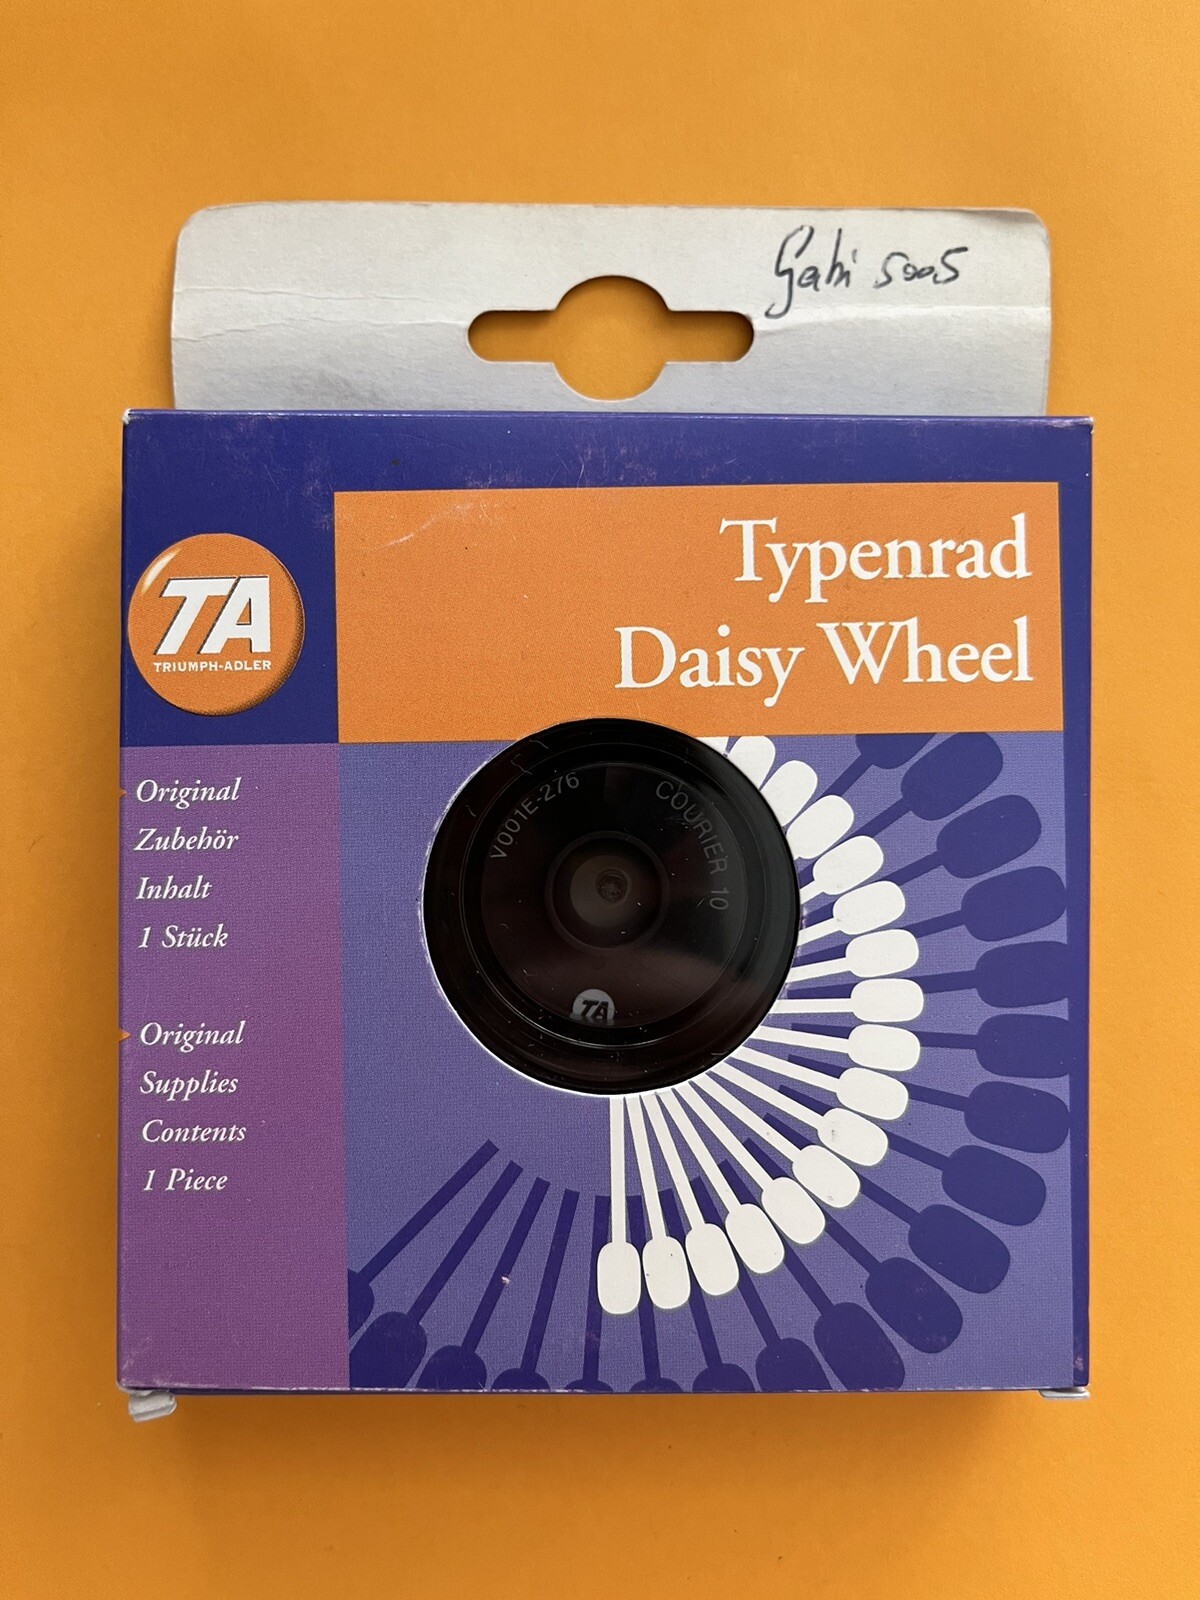 Gabi 5005
Typenrad
Daisy Wheel
TA
TRIUMPH-ADLER
Original
Zubehör
Inhalt
1 Stück
Original
Supplies
Contents
1 Piece
V001E-276
COURIER 10
TA